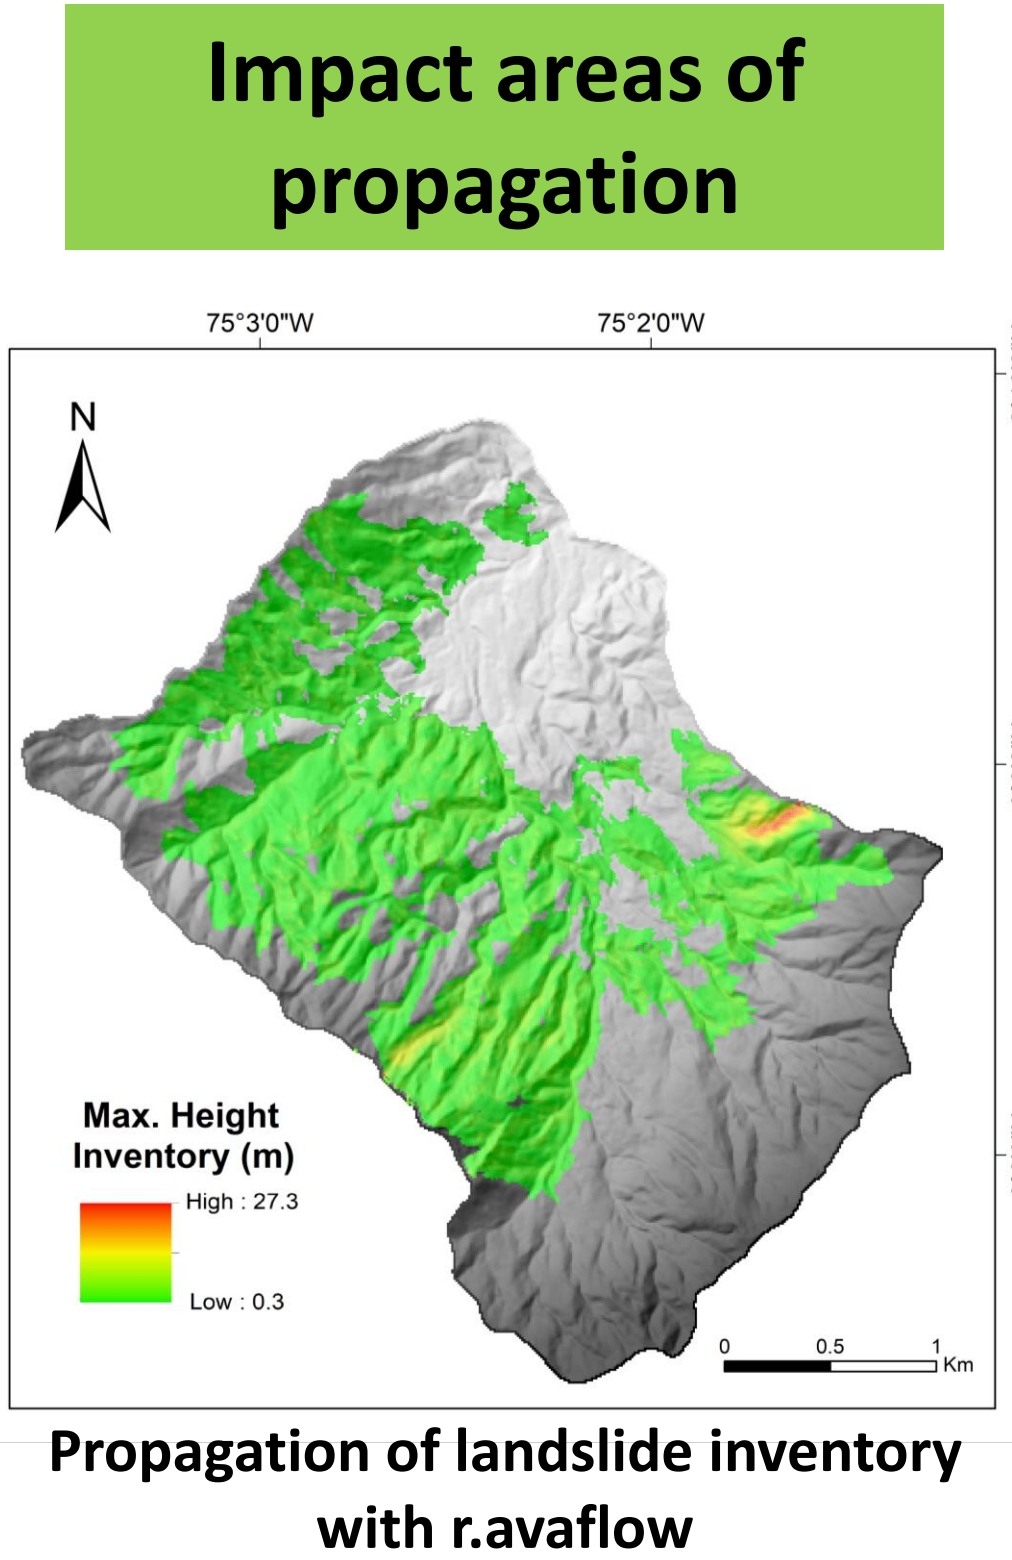 Impact areas of
propagation
75°3'0"W
75°2'0"W
N
Max. Height
Inventory (m)
High : 27.3
Low : 0.3
0
0.5
1
Km
Propagation of landslide inventory
with r.avaflow